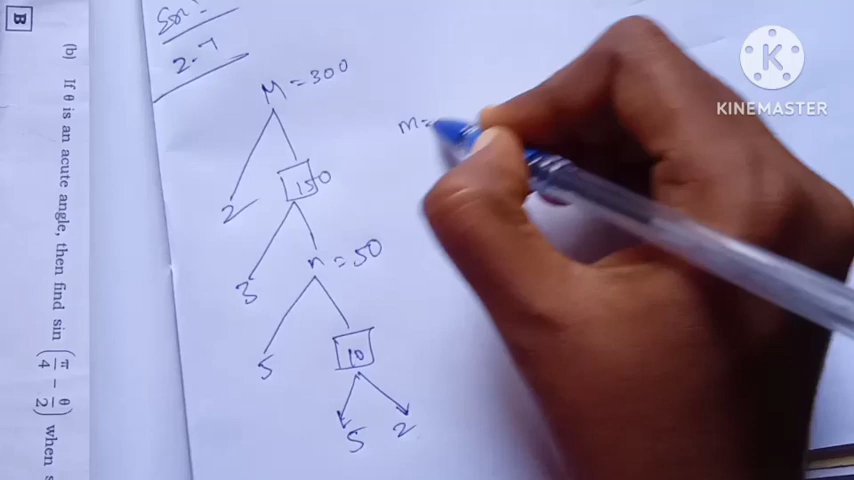 B
(b) If θ is an acute angle, then find sin (π/4 − θ/2) when s
Sol:
2.7
M = 300
m =
2
150
3
n = 50
5
10
5 2
KINEMASTER